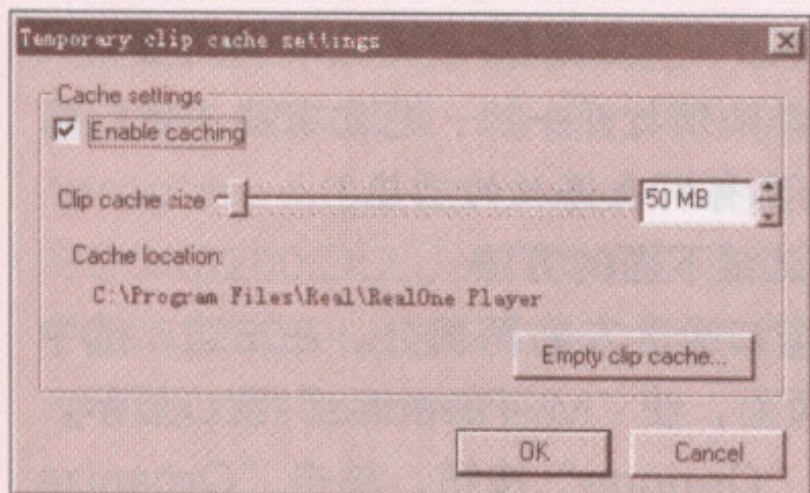 Temporary clip cache settings
Cache settings
Enable caching
Clip cache size
50 MB
Cache location:
C:\Program Files\Real\RealOne Player
Empty clip cache...
OK
Cancel